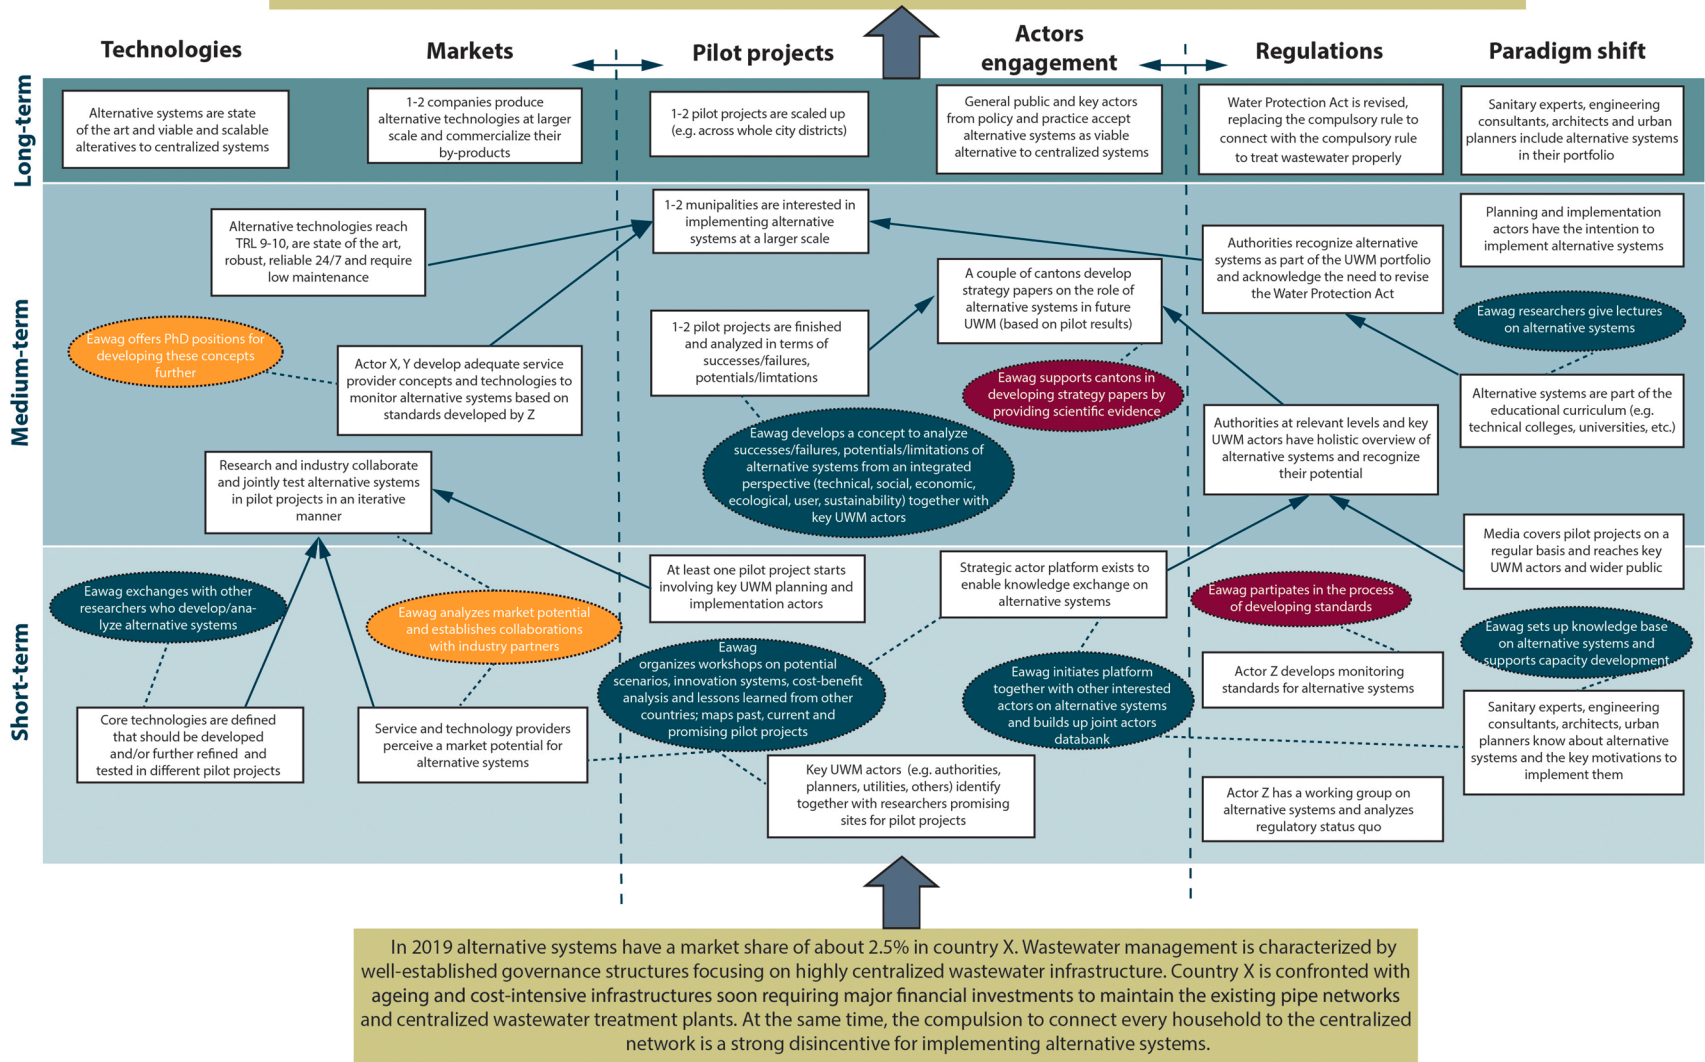 Technologies
Markets
Pilot projects
Actors
engagement
Regulations
Paradigm shift
Long-term
Alternative systems are state
of the art and viable and scalable
alteratives to centralized systems
1-2 companies produce
alternative technologies at larger
scale and commercialize their
by-products
1-2 pilot projects are scaled up
(e.g. across whole city districts)
General public and key actors
from policy and practice accept
alternative systems as viable
alternative to centralized systems
Water Protection Act is revised,
replacing the compulsory rule to
connect with the compulsory rule
to treat wastewater properly
Sanitary experts, engineering
consultants, architects and urban
planners include alternative systems
in their portfolio
Medium-term
Alternative technologies reach
TRL 9-10, are state of the art,
robust, reliable 24/7 and require
low maintenance
1-2 munipalities are interested in
implementing alternative
systems at a larger scale
Authorities recognize alternative
systems as part of the UWM portfolio
and acknowledge the need to revise
the Water Protection Act
Planning and implementation
actors have the intention to
implement alternative systems
A couple of cantons develop
strategy papers on the role of
alternative systems in future
UWM (based on pilot results)
Eawag researchers give lectures
on alternative systems
Eawag offers PhD positions for
developing these concepts
further
Actor X, Y develop adequate service
provider concepts and technologies to
monitor alternative systems based on
standards developed by Z
1-2 pilot projects are finished
and analyzed in terms of
successes/failures,
potentials/limtations
Eawag supports cantons in
developing strategy papers by
providing scientific evidence
Alternative systems are part of the
educational curriculum (e.g.
technical colleges, universities, etc.)
Eawag develops a concept to analyze
successes/failures, potentials/limitations of
alternative systems from an integrated
perspective (technical, social, economic,
ecological, user, sustainability) together with
key UWM actors
Authorities at relevant levels and key
UWM actors have holistic overview of
alternative systems and recognize
their potential
Research and industry collaborate
and jointly test alternative systems
in pilot projects in an iterative
manner
Media covers pilot projects on a
regular basis and reaches key
UWM actors and wider public
Short-term
At least one pilot project starts
involving key UWM planning and
implementation actors
Strategic actor platform exists to
enable knowledge exchange on
alternative systems
Eawag exchanges with other
researchers who develop/ana-
lyze alternative systems
Eawag analyzes market potential
and establishes collaborations
with industry partners
Eawag partipates in the process
of developing standards
Eawag sets up knowledge base
on alternative systems and
supports capacity development
Eawag
organizes workshops on potential
scenarios, innovation systems, cost-benefit
analysis and lessons learned from other
countries; maps past, current and
promising pilot projects
Eawag initiates platform
together with other interested
actors on alternative systems
and builds up joint actors
databank
Actor Z develops monitoring
standards for alternative systems
Core technologies are defined
that should be developed
and/or further refined and
tested in different pilot projects
Service and technology providers
perceive a market potential for
alternative systems
Sanitary experts, engineering
consultants, architects, urban
planners know about alternative
systems and the key motivations to
implement them
Key UWM actors (e.g. authorities,
planners, utilities, others) identify
together with researchers promising
sites for pilot projects
Actor Z has a working group on
alternative systems and analyzes
regulatory status quo
In 2019 alternative systems have a market share of about 2.5% in country X. Wastewater management is characterized by
well-established governance structures focusing on highly centralized wastewater infrastructure. Country X is confronted with
ageing and cost-intensive infrastructures soon requiring major financial investments to maintain the existing pipe networks
and centralized wastewater treatment plants. At the same time, the compulsion to connect every household to the centralized
network is a strong disincentive for implementing alternative systems.